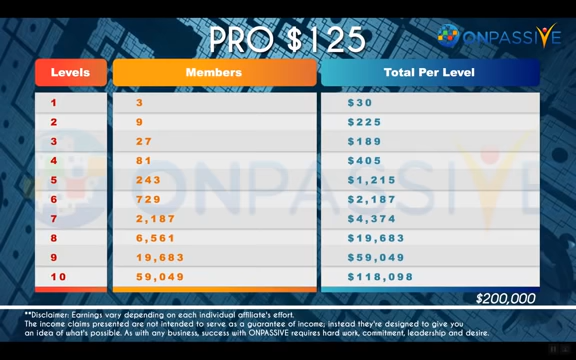 PRO $125
ONPASSIVE
Levels Members Total Per Level
1 3 $30
2 9 $225
3 27 $189
4 81 $405
5 243 $1,215
6 729 $2,187
7 2,187 $4,374
8 6,561 $19,683
9 19,683 $59,049
10 59,049 $118,098
ONPASSIVE
$200,000
**Disclaimer: Earnings vary depending on each individual affiliate's effort.
The income claims presented are not intended to serve as a guarantee of income; instead they're designed to give you
an idea of what's possible. As with any business, success with ONPASSIVE requires hard work, commitment, leadership and desire.